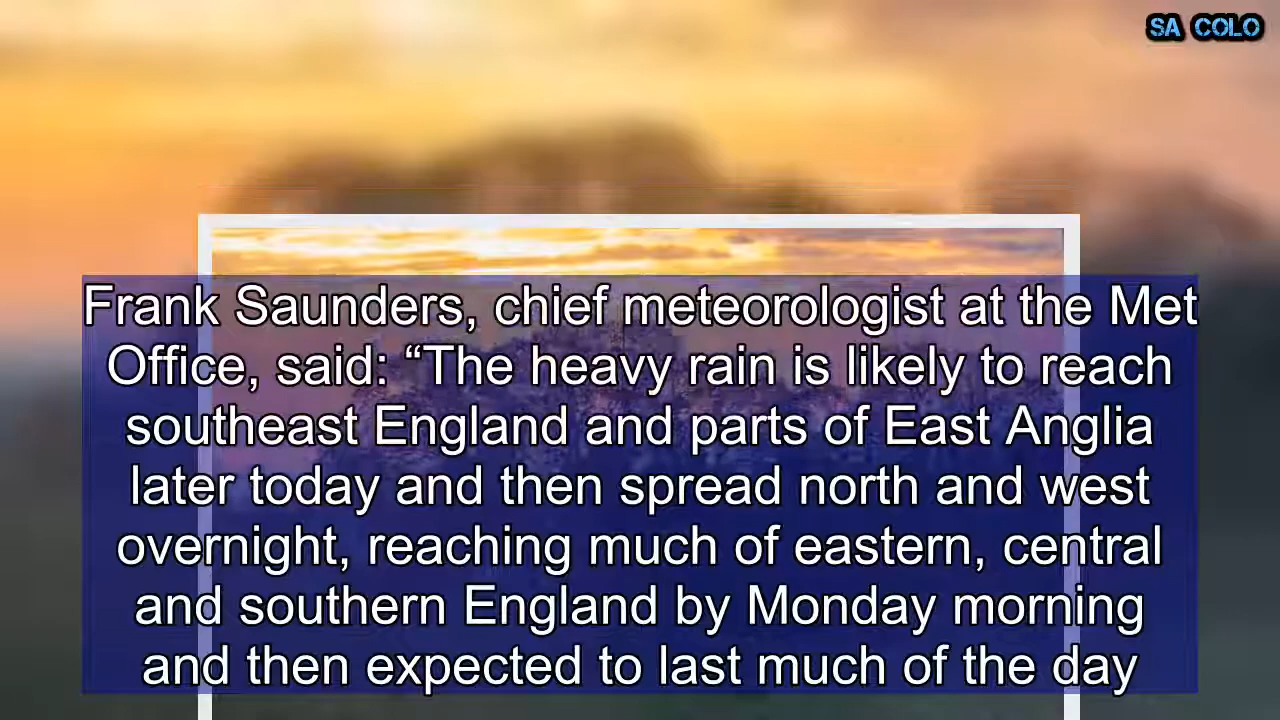 SA COLO
Frank Saunders, chief meteorologist at the Met
Office, said: “The heavy rain is likely to reach
southeast England and parts of East Anglia
later today and then spread north and west
overnight, reaching much of eastern, central
and southern England by Monday morning
and then expected to last much of the day